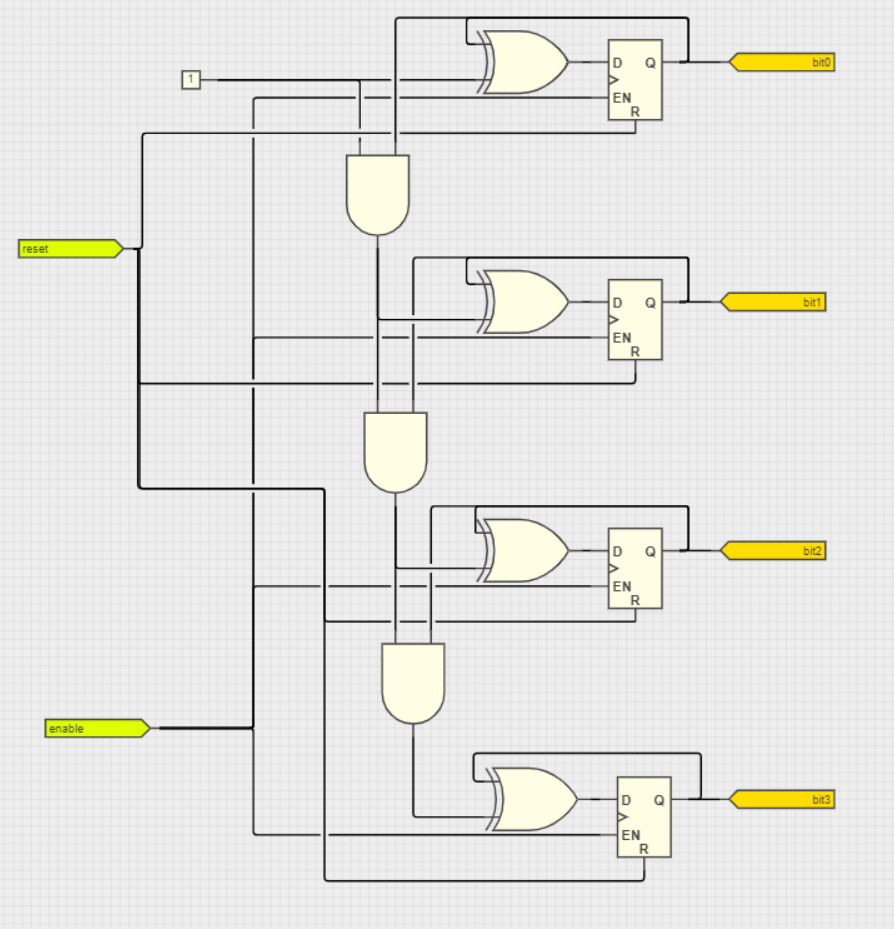 D Q
bit0
1
EN
R
reset
D Q
bit1
EN
R
D Q
bit2
EN
R
enable
D Q
bit3
EN
R